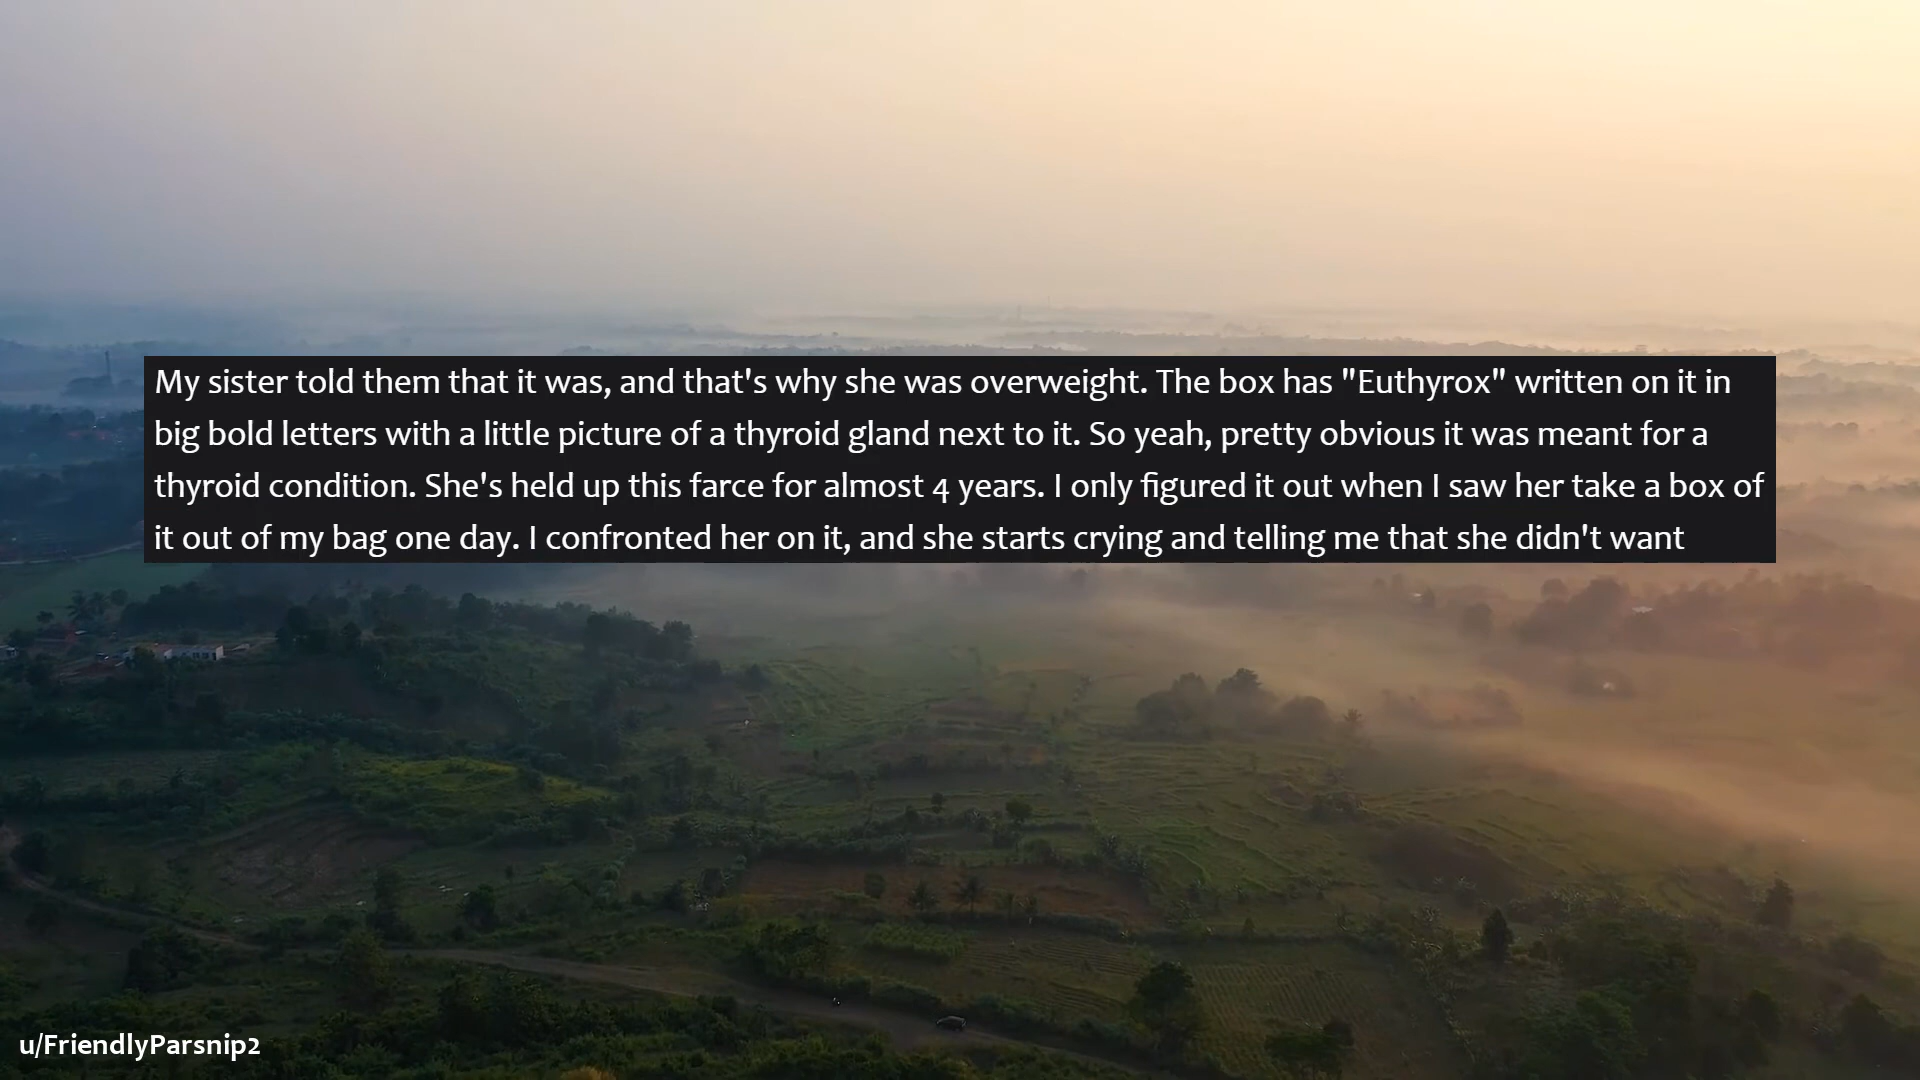 My sister told them that it was, and that's why she was overweight. The box has "Euthyrox" written on it in
big bold letters with a little picture of a thyroid gland next to it. So yeah, pretty obvious it was meant for a
thyroid condition. She's held up this farce for almost 4 years. I only figured it out when I saw her take a box of
it out of my bag one day. I confronted her on it, and she starts crying and telling me that she didn't want
u/FriendlyParsnip2